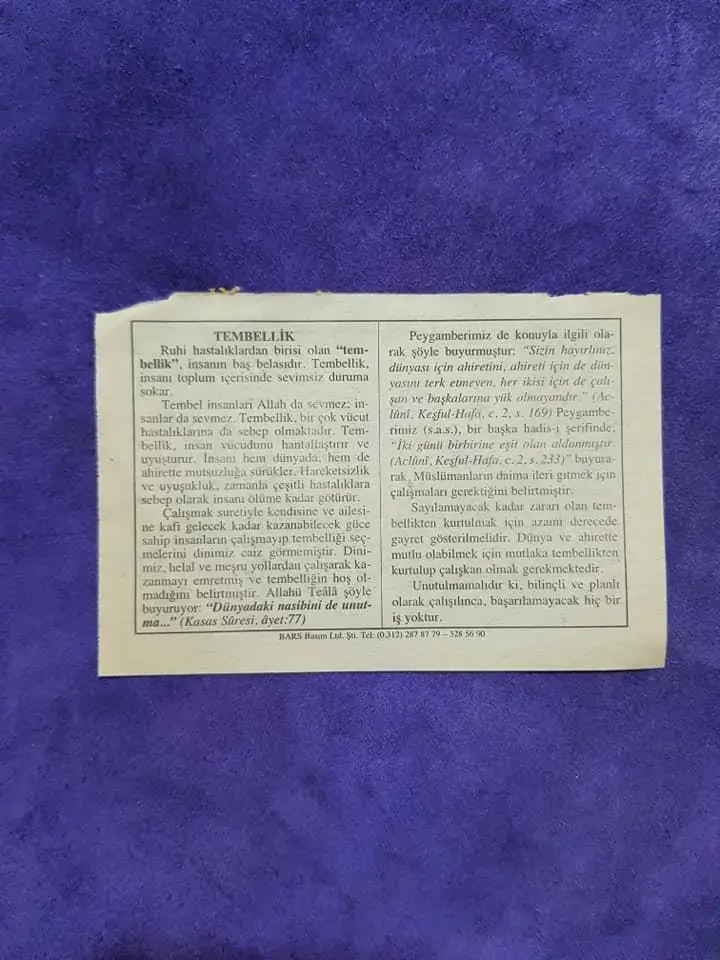 TEMBELLİK
Ruhi hastalıklardan birisi olan “tem-
bellik”, insanın baş belasıdır. Tembellik,
insanı toplum içerisinde sevimsiz duruma
sokar.
Tembel insanları Allah da sevmez; in-
sanlar da sevmez. Tembellik, bir çok vücut
hastalıklarına da sebep olmaktadır. Tem-
bellik, insan vücudunu hantallaştırır ve
uyuşturur. İnsanı hem dünyada, hem de
ahirette mutsuzluğa sürükler. Hareketsizlik
ve uyuşukluk, zamanla çeşitli hastalıklara
sebep olarak insanı ölüme kadar götürür.
Çalışmak suretiyle kendisine ve ailesi-
ne kafi gelecek kadar kazanabilecek güce
sahip insanların çalışmayıp tembelliği seç-
melerini dinimiz caiz görmemiştir. Dini-
miz, helal ve meşru yollardan çalışarak ka-
zanmayı emretmiş ve tembelliğin hoş ol-
madığını belirtmiştir. Allahü Teâlâ şöyle
buyuruyor: “Dünyadaki nasibini de unut-
ma...” (Kasas Sûresi, âyet:77)
Peygamberimiz de konuyla ilgili ola-
rak şöyle buyurmuştur: “Sizin hayırlınız,
dünyası için ahiretini, ahireti için de dün-
yasını terk etmeyen, her ikisi için de çalı-
şan ve başkalarına yük olmayandır.” (Ac-
lûnî, Keşful-Hafa, c. 2, s. 169) Peygambe-
rimiz (s.a.s.), bir başka hadis-i şerifinde,
“İki günü birbirine eşit olan aldanmıştır.
(Aclûnî, Keşful-Hafa, c. 2, s. 233)” buyura-
rak, Müslümanların daima ileri gitmek için
çalışmaları gerektiğini belirtmiştir.
Sayılamayacak kadar zararı olan tem-
bellikten kurtulmak için azami derecede
gayret gösterilmelidir. Dünya ve ahirette
mutlu olabilmek için mutlaka tembellikten
kurtulup çalışkan olmak gerekmektedir.
Unutulmamalıdır ki, bilinçli ve planlı
olarak çalışılınca, başarılamayacak hiç bir
iş yoktur.
BARS Basım Ltd. Şti. Tel: (0.312) 287 87 79 – 328 56 90